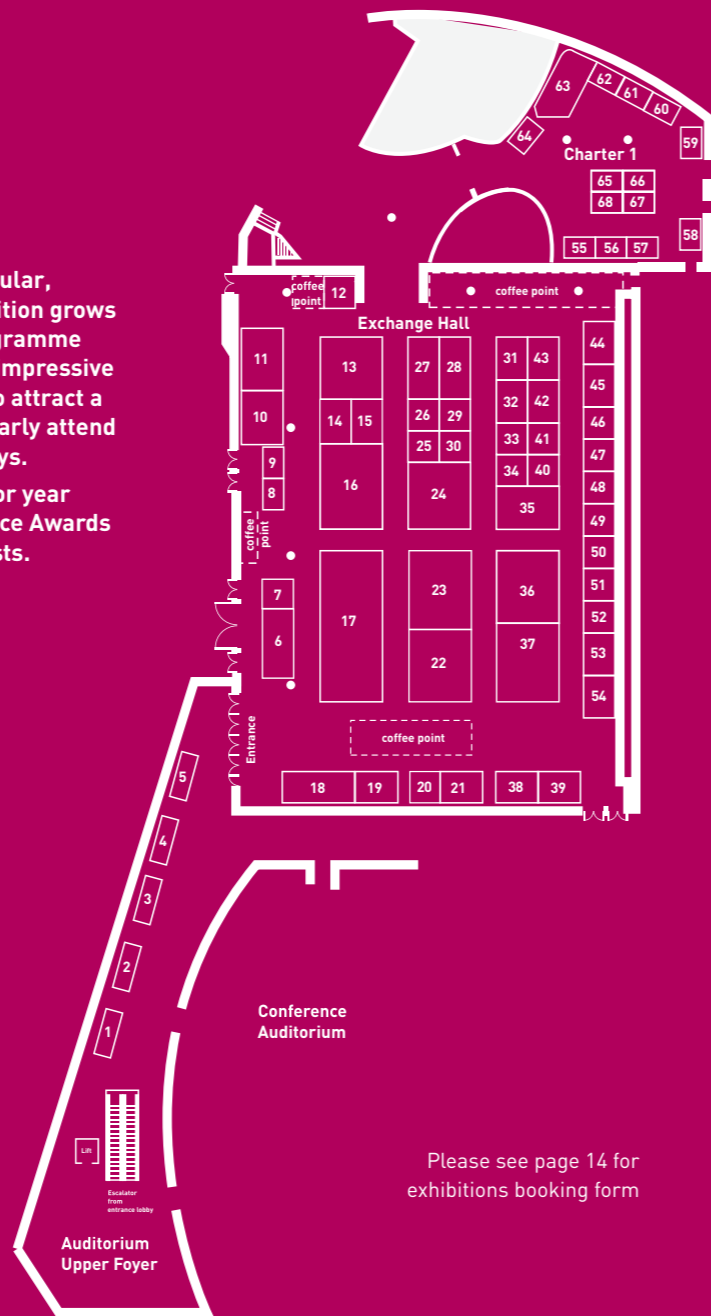 ular,
ition grows
gramme
impressive
o attract a
arly attend
ys.
or year
ce Awards
sts.
63
62
61
60
64
59
Charter 1
65 66
68 67
58
55 56 57
coffee
point
12
coffee point
Exchange Hall
11
13
27 28
31 43
44
10
14 15
26 29
32 42
45
9
16
25 30
33 41
46
8
24
34 40
47
35
48
coffee
point
49
7
17
23
36
50
6
22
37
51
52
53
54
Entrance
coffee point
18 19
20 21
38 39
5
4
3
2
1
Conference
Auditorium
Lift
Escalator
from
entrance lobby
Auditorium
Upper Foyer
Please see page 14 for
exhibitions booking form